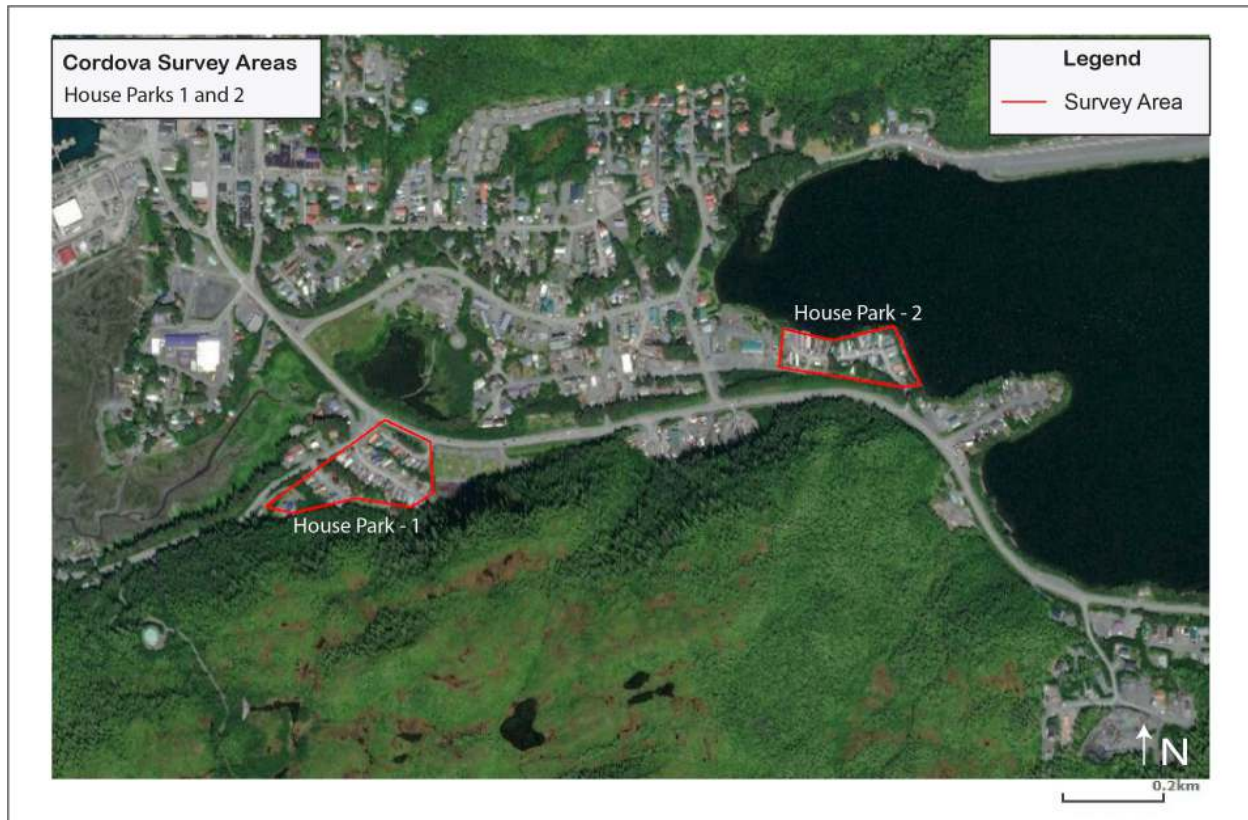 Cordova Survey Areas
House Parks 1 and 2
Legend
Survey Area
House Park - 2
House Park - 1
N
0.2km